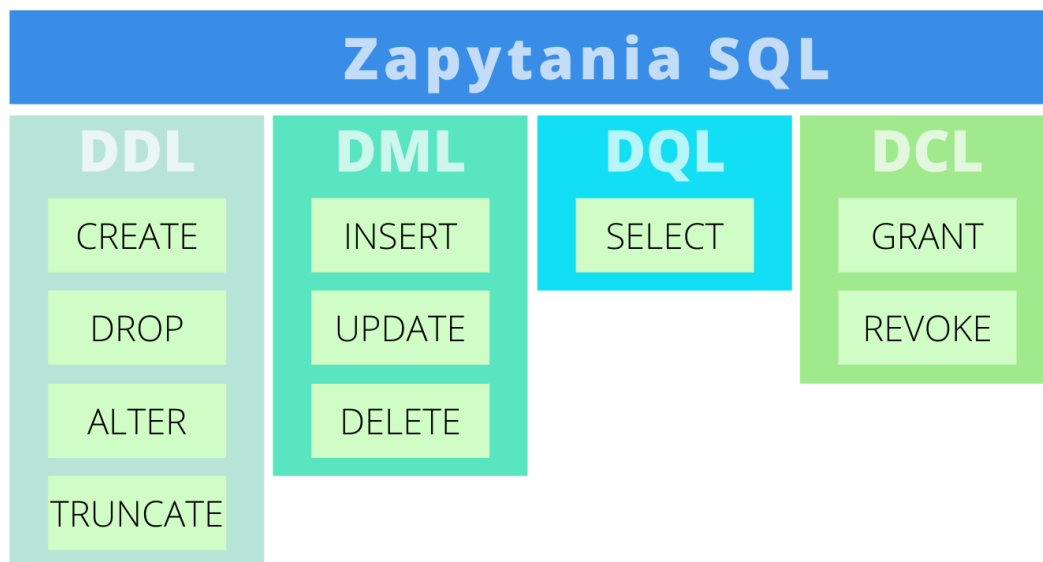 Zapytania SQL
DDL
CREATE
DROP
ALTER
TRUNCATE
DML
INSERT
UPDATE
DELETE
DQL
SELECT
DCL
GRANT
REVOKE